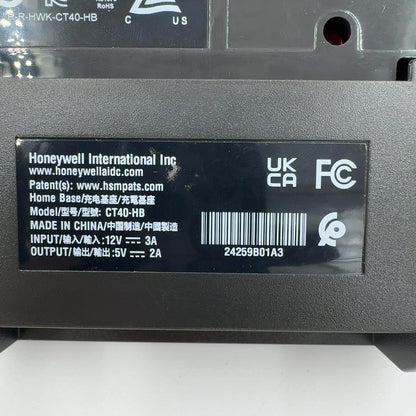 RoHS
C US
R-HWK-CT40-HB
Honeywell International Inc
www.honeywellaidc.com
Patent(s): www.hsmpats.com
Home Base/充电基座/充電基座
Model/型号/型號: CT40-HB
MADE IN CHINA/中国制造/中國製造
INPUT/输入/輸入:12V ⎓ 3A
OUTPUT/输出/輸出:5V ⎓ 2A
UK
CA
FC
24259B01A3